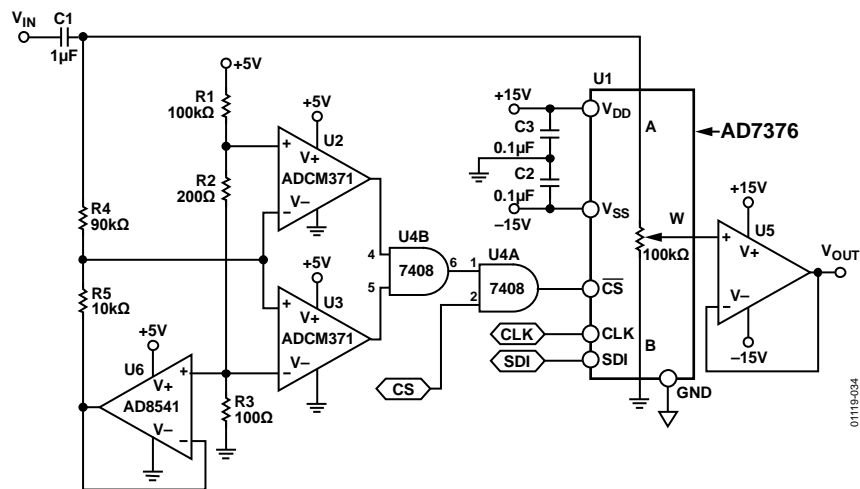 VIN
C1
1µF
+5V
R1
100kΩ
R2
200Ω
R4
90kΩ
R5
10kΩ
+5V
U6
V+
+
AD8541
V–
–
R3
100Ω
+5V
U2
+
V+
ADCM371
V–
–
+5V
U3
+
V+
ADCM371
V–
–
U4B
4
7408
6
5
U4A
1
7408
2
CS
CLK
SDI
U1
+15V
VDD
C3
0.1µF
C2
0.1µF
–15V
VSS
CS
CLK
SDI
A
W
100kΩ
B
GND
AD7376
+15V
+
U5
V+
VOUT
V–
–
–15V
01119-034